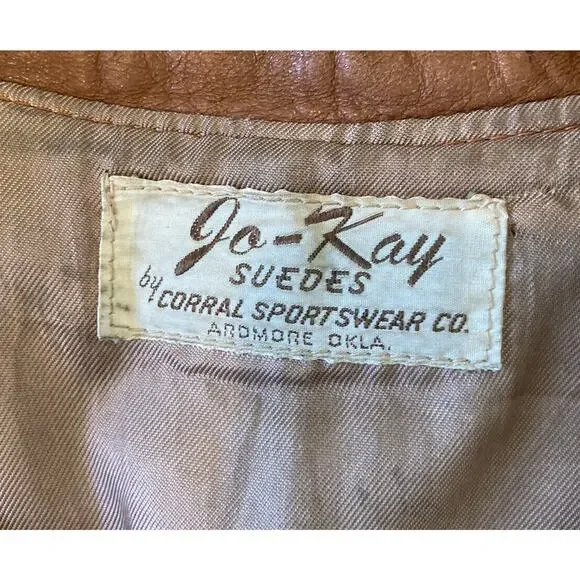 Jo-Kay
SUEDES
by CORRAL SPORTSWEAR CO.
ARDMORE OKLA.